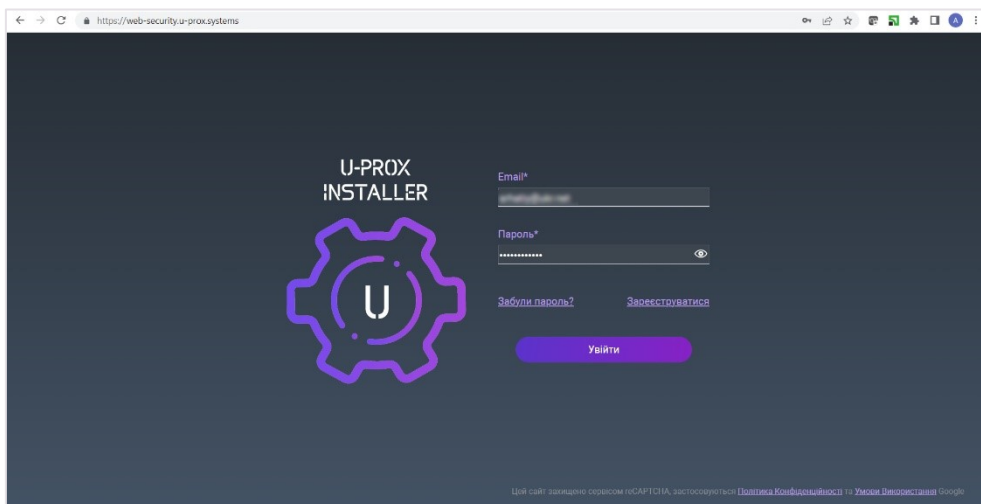 https://web-security.u-prox.systems
A
U-PROX
INSTALLER
Email*
Пароль*
U
Забули пароль? Зареєструватися
Увійти
Цей сайт захищено сервісом reCAPTCHA, застосовуються Політика Конфіденційності та Умови Використання Google